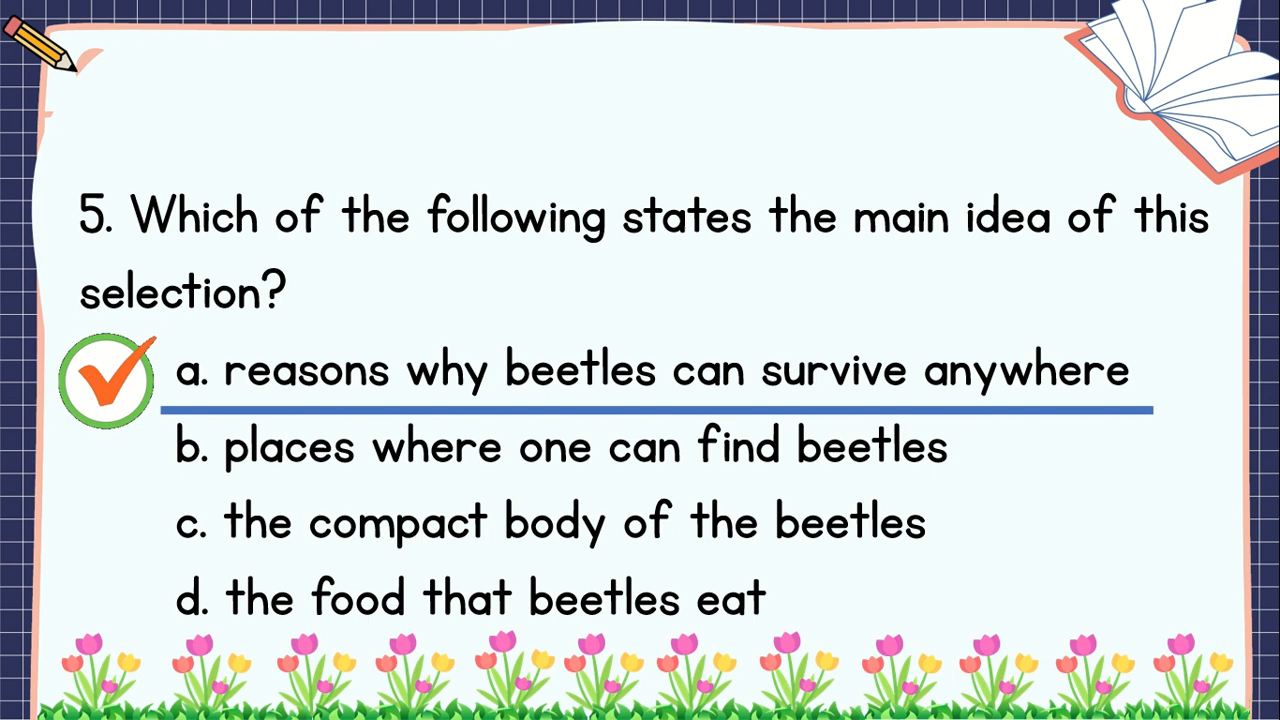 5. Which of the following states the main idea of this
selection?
a. reasons why beetles can survive anywhere
b. places where one can find beetles
c. the compact body of the beetles
d. the food that beetles eat